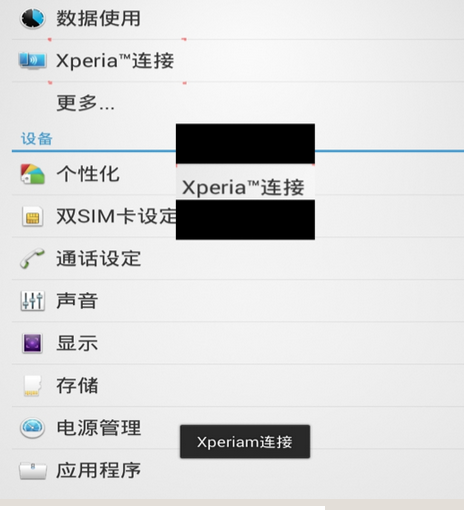 数据使用
Xperia™连接
更多...
设备
个性化
Xperia™连接
双SIM卡设定
通话设定
声音
显示
存储
电源管理
Xperiam连接
应用程序